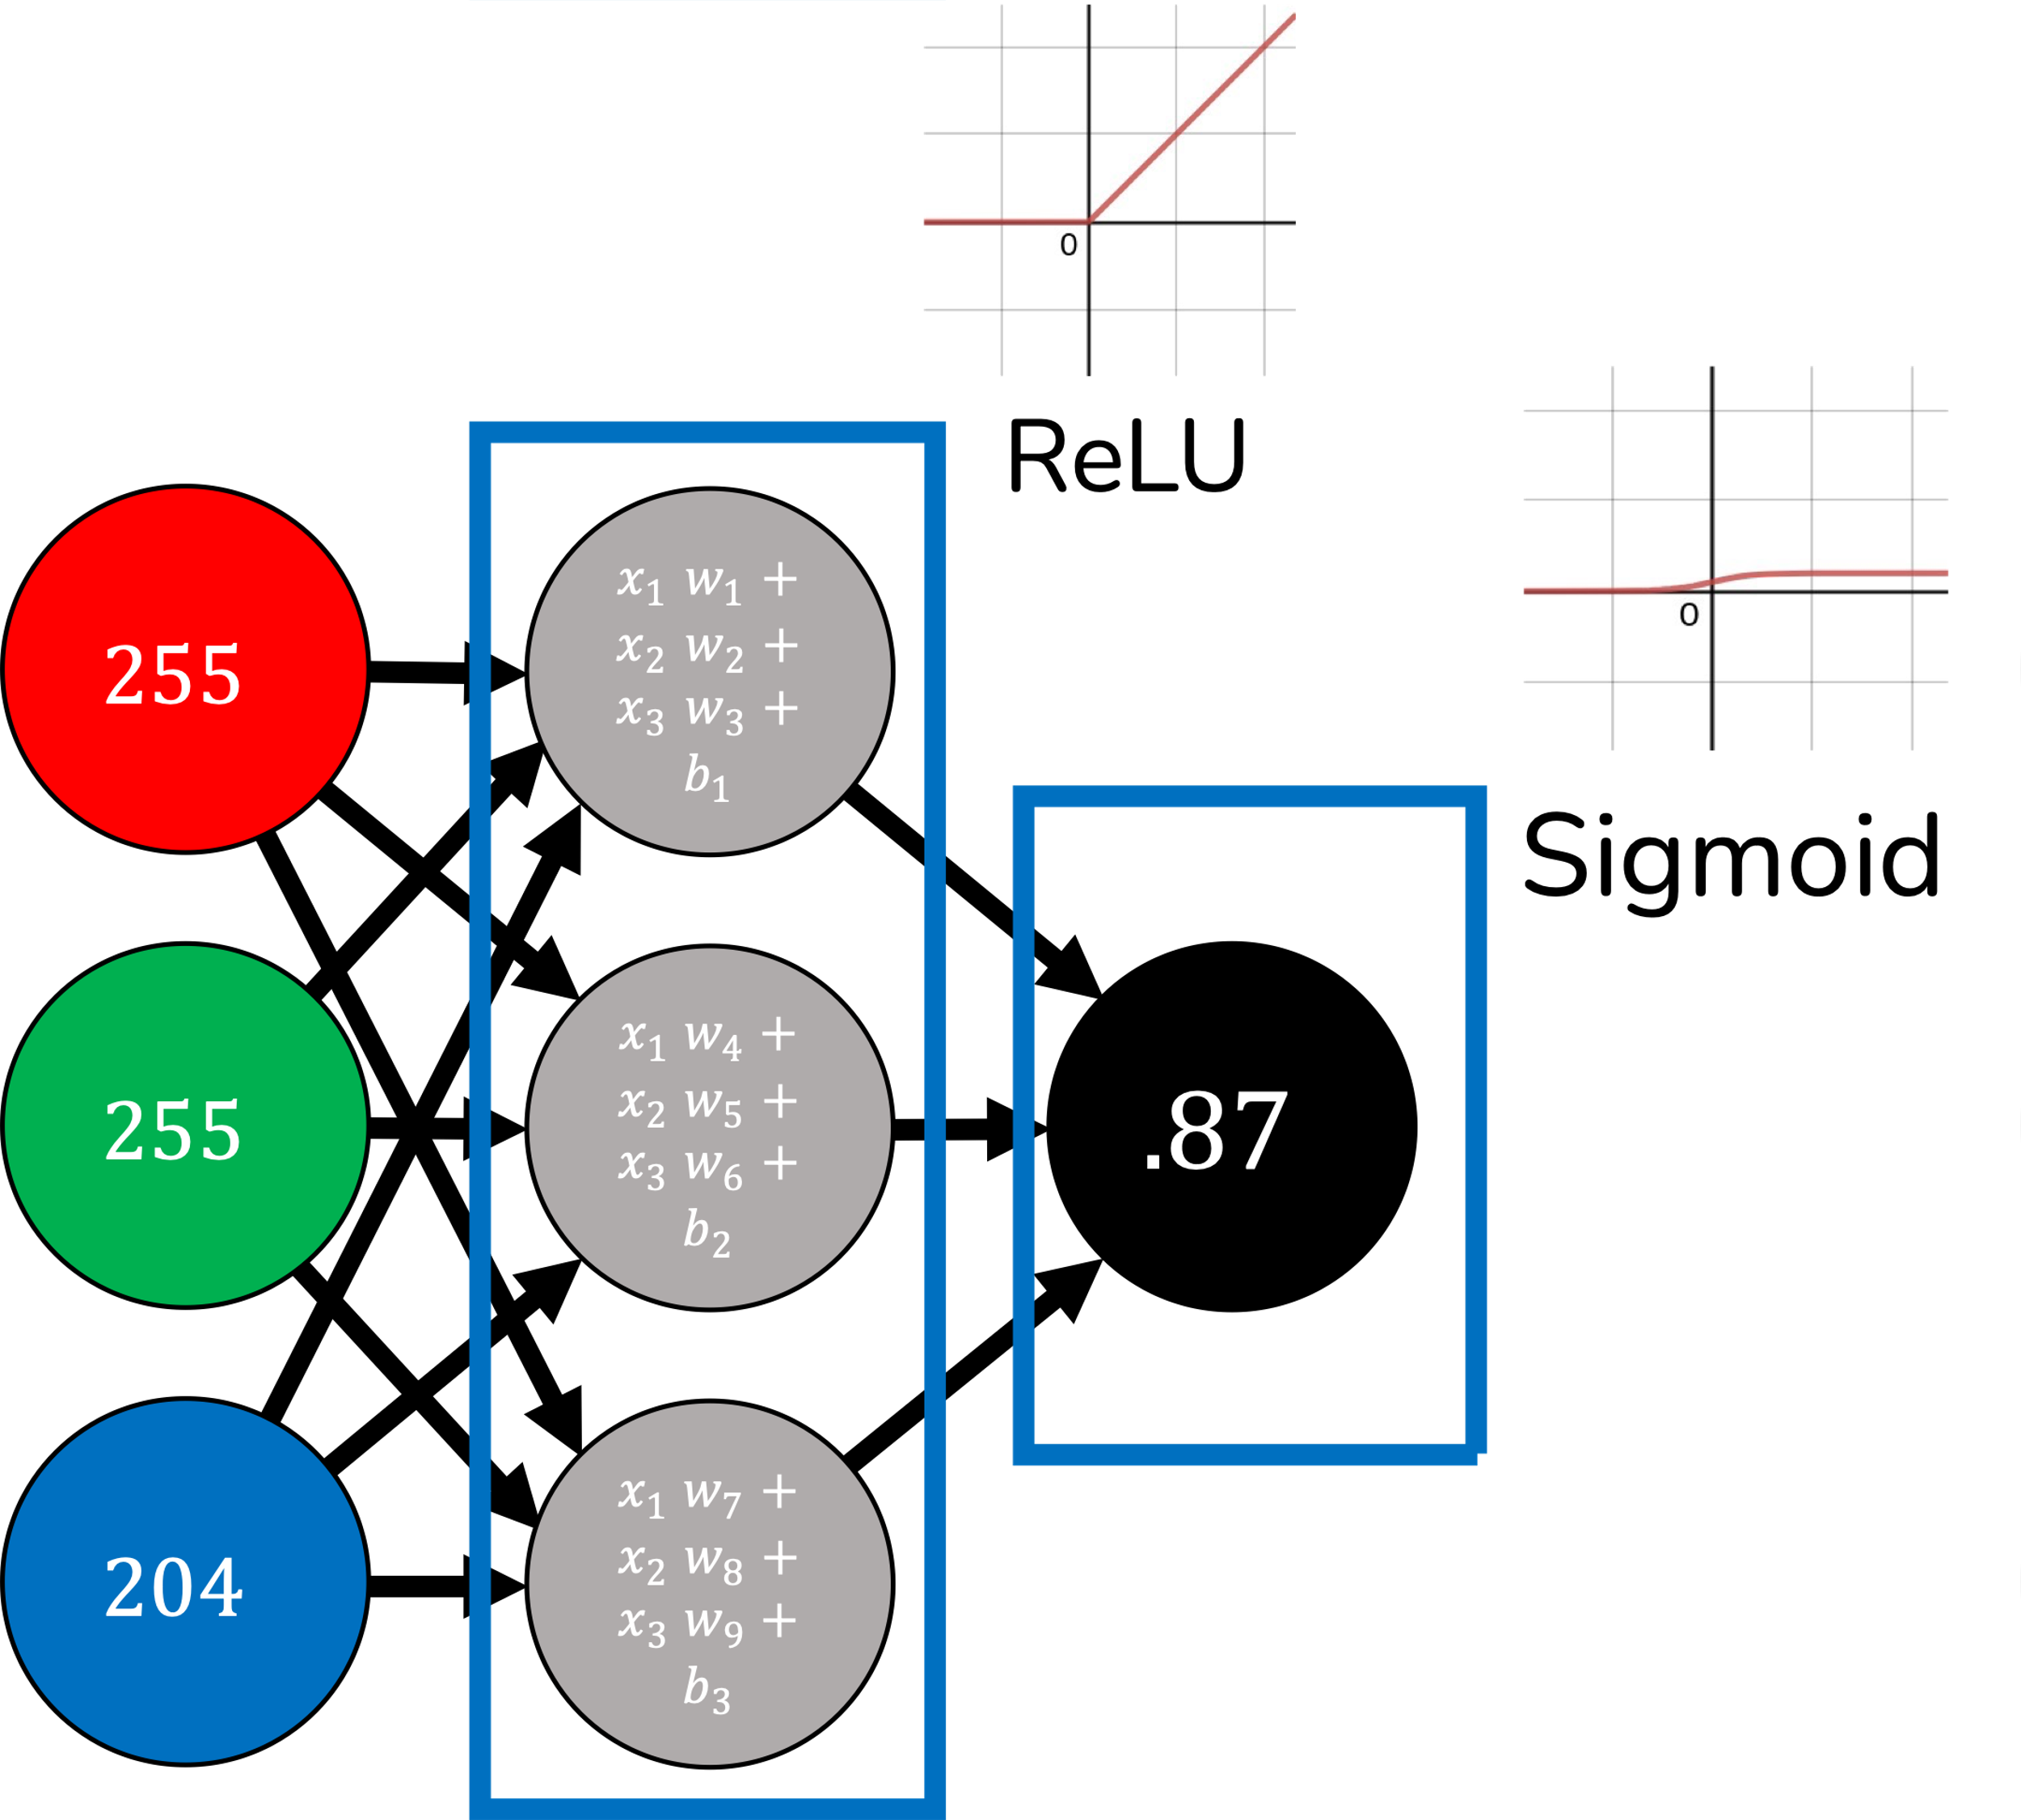 0
ReLU
0
Sigmoid
255
255
204
x₁ w₁ +
x₂ w₂ +
x₃ w₃ +
b₁
x₁ w₄ +
x₂ w₅ +
x₃ w₆ +
b₂
x₁ w₇ +
x₂ w₈ +
x₃ w₉ +
b₃
.87